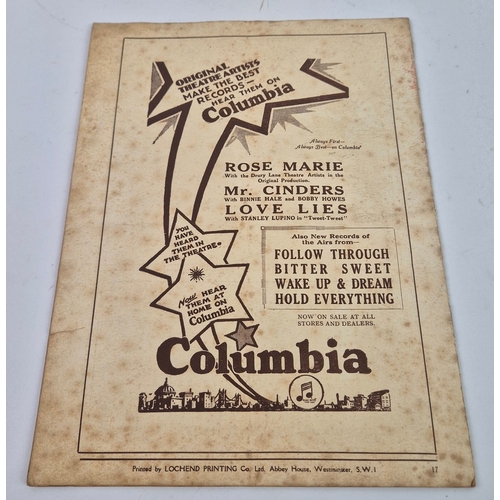 ORIGINAL
THEATRE ARTISTS
MAKE THE BEST
RECORDS—
HEAR THEM ON
Columbia
Always First—
Always Best—on Columbia
ROSE MARIE
With the Drury Lane Theatre Artists in the
Original Production.
Mr. CINDERS
With BINNIE HALE and BOBBY HOWES
LOVE LIES
With STANLEY LUPINO in "Tweet-Tweet"
YOU
HAVE
HEARD
THEM IN
THE THEATRE.
Now HEAR
THEM AT
HOME ON
Columbia
Also New Records of
the Airs from—
FOLLOW THROUGH
BITTER SWEET
WAKE UP & DREAM
HOLD EVERYTHING
NOW ON SALE AT ALL
STORES AND DEALERS.
Columbia
Printed by LOCHEND PRINTING Co. Ltd, Abbey House, Westminster, S.W.1
17